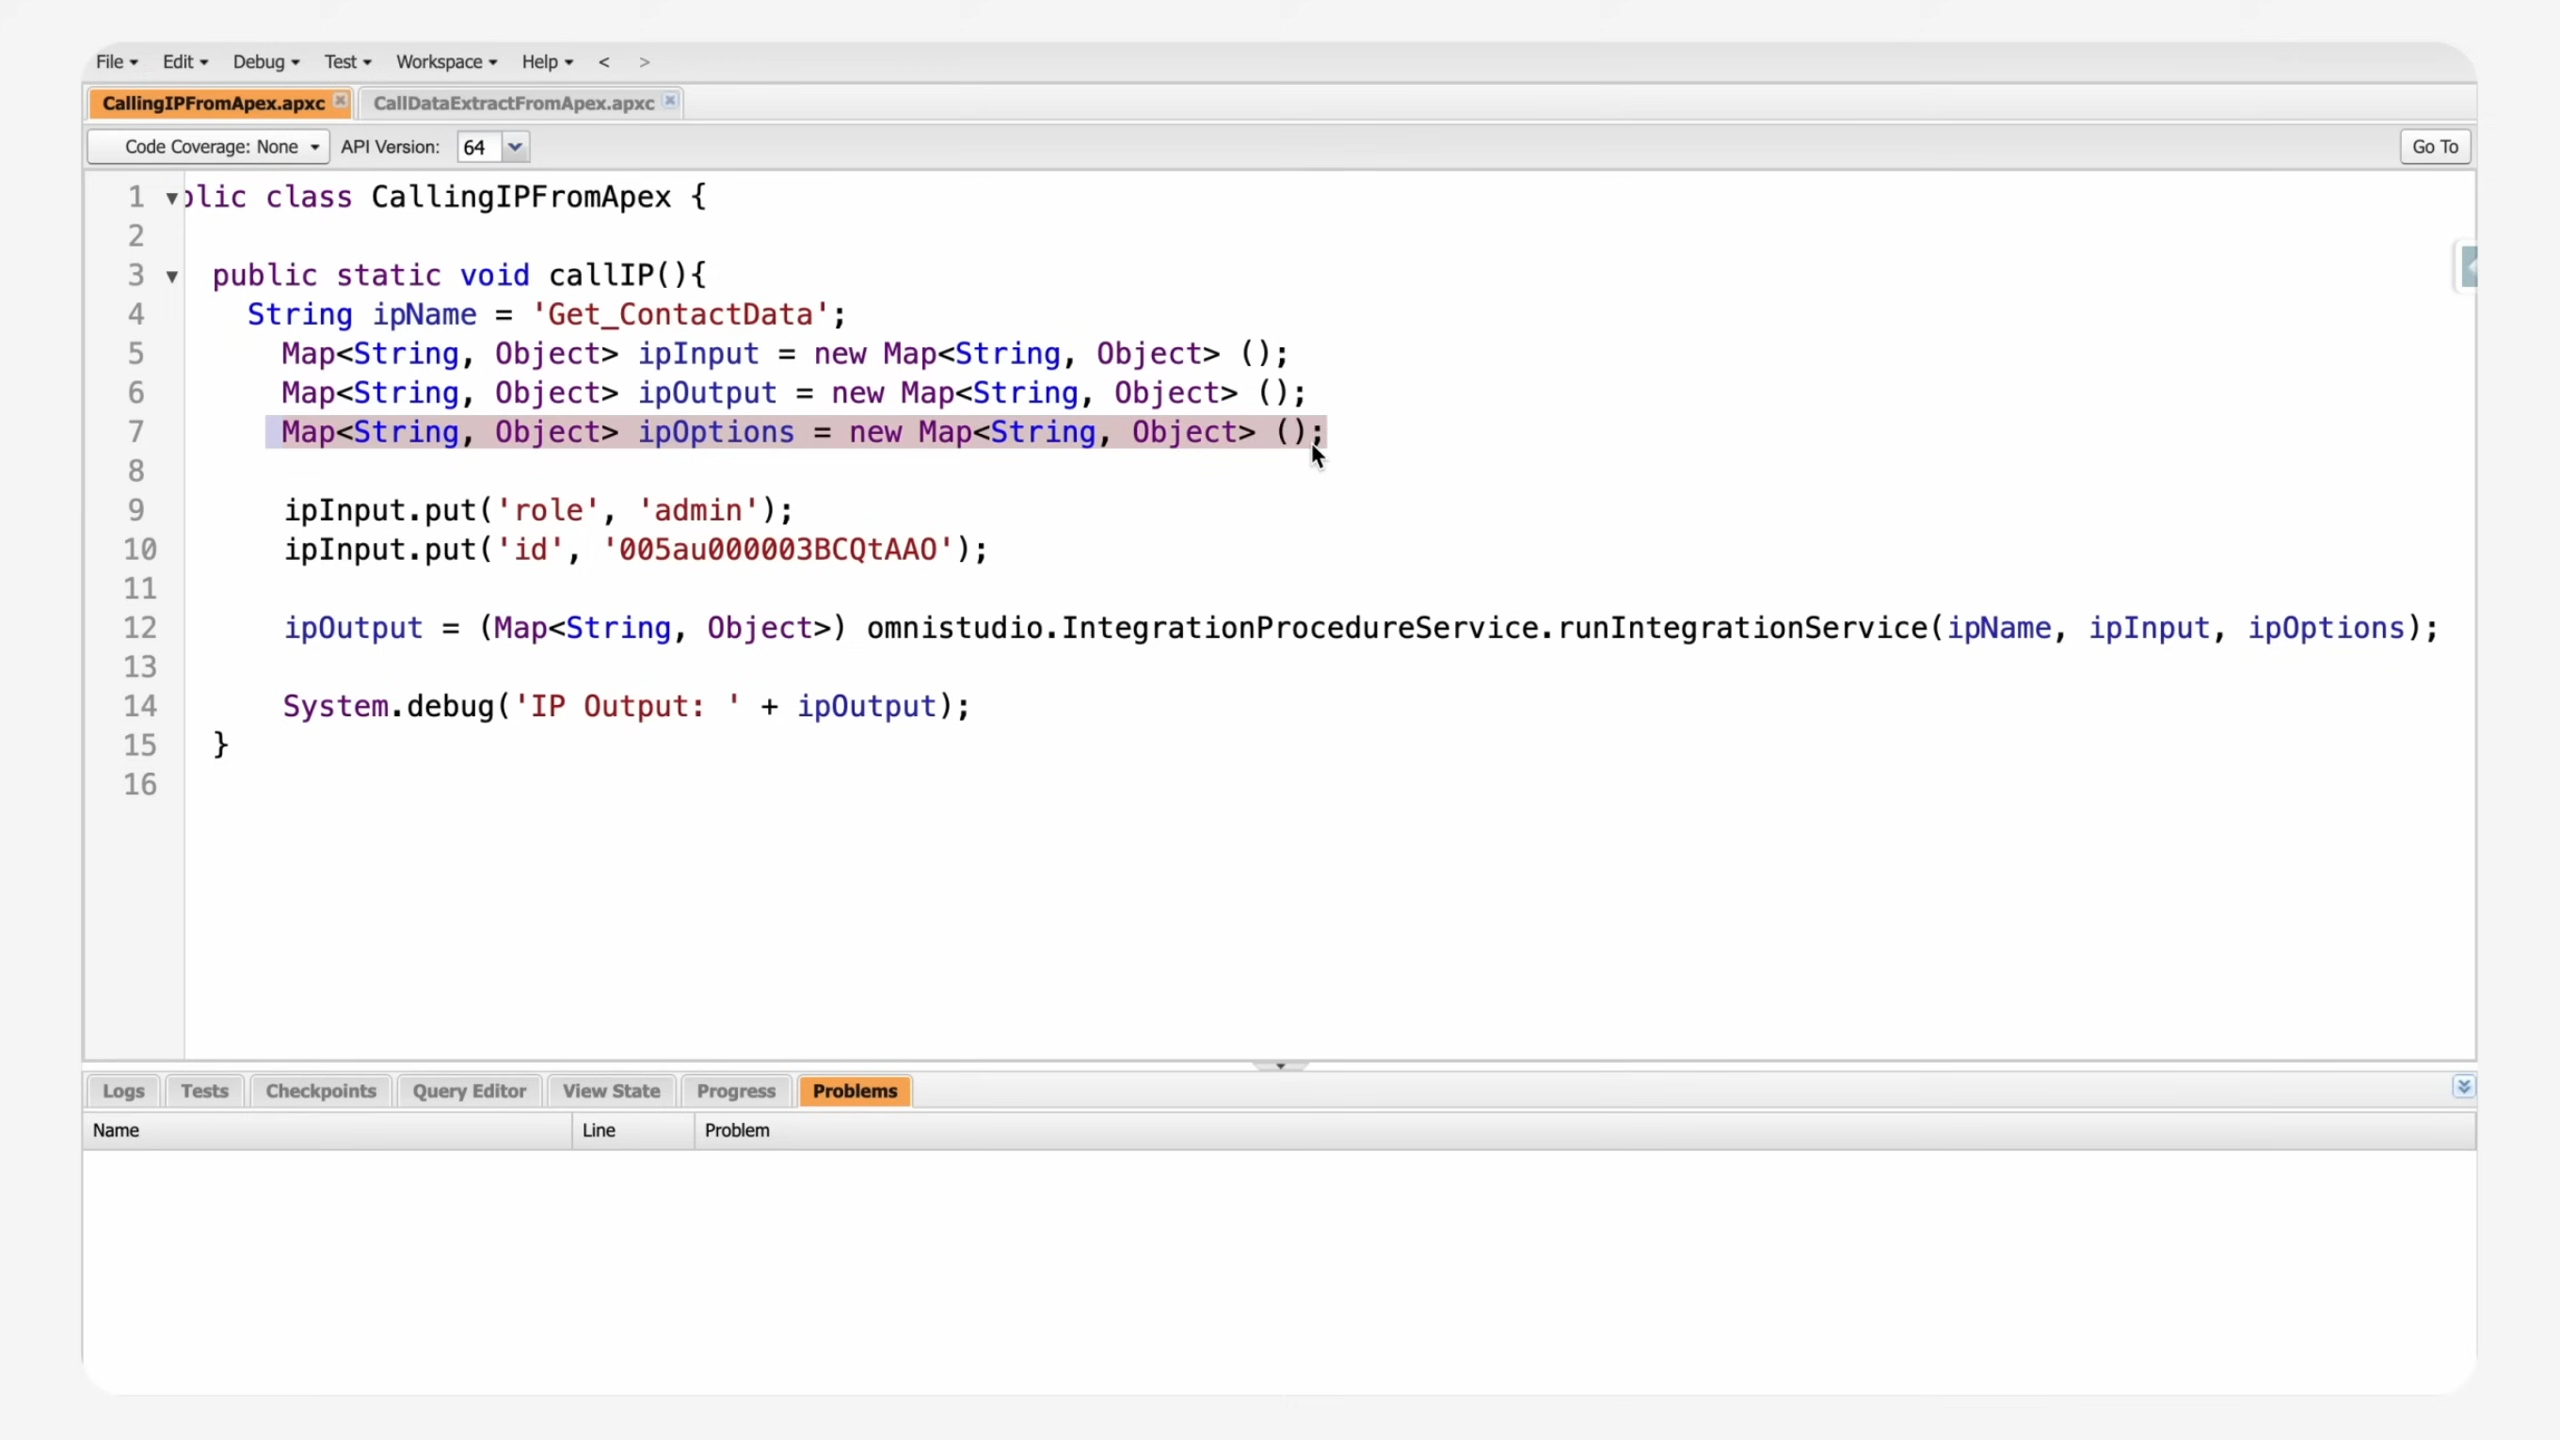 File Edit Debug Test Workspace Help < >
CallingIPFromApex.apxc CallDataExtractFromApex.apxc
Code Coverage: None API Version: 64 Go To
1 blic class CallingIPFromApex {
2
3 public static void callIP(){
4 String ipName = 'Get_ContactData';
5 Map<String, Object> ipInput = new Map<String, Object> ();
6 Map<String, Object> ipOutput = new Map<String, Object> ();
7 Map<String, Object> ipOptions = new Map<String, Object> ();
8
9 ipInput.put('role', 'admin');
10 ipInput.put('id', '005au000003BCQtAAO');
11
12 ipOutput = (Map<String, Object>) omnistudio.IntegrationProcedureService.runIntegrationService(ipName, ipInput, ipOptions);
13
14 System.debug('IP Output: ' + ipOutput);
15 }
16
Logs Tests Checkpoints Query Editor View State Progress Problems
Name Line Problem